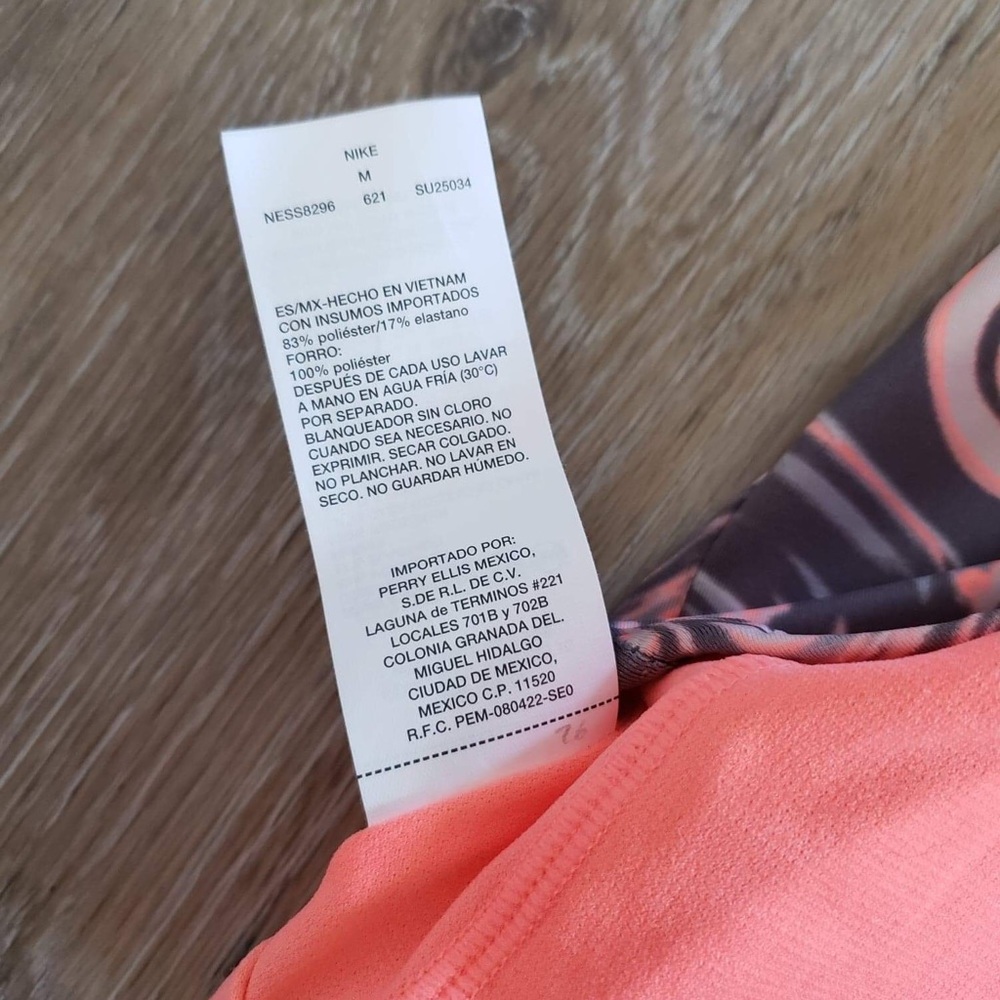 NIKE
M
NESS8296 621 SU25034
ES/MX-HECHO EN VIETNAM
CON INSUMOS IMPORTADOS
83% poliéster/17% elastano
FORRO:
100% poliéster
DESPUÉS DE CADA USO LAVAR
A MANO EN AGUA FRÍA (30°C)
POR SEPARADO.
BLANQUEADOR SIN CLORO
CUANDO SEA NECESARIO. NO
EXPRIMIR. SECAR COLGADO.
NO PLANCHAR. NO LAVAR EN
SECO. NO GUARDAR HÚMEDO.
IMPORTADO POR:
PERRY ELLIS MEXICO,
S.DE R.L. DE C.V.
LAGUNA de TERMINOS #221
LOCALES 701B y 702B
COLONIA GRANADA DEL.
MIGUEL HIDALGO
CIUDAD DE MEXICO,
MEXICO C.P. 11520
R.F.C. PEM-080422-SE0